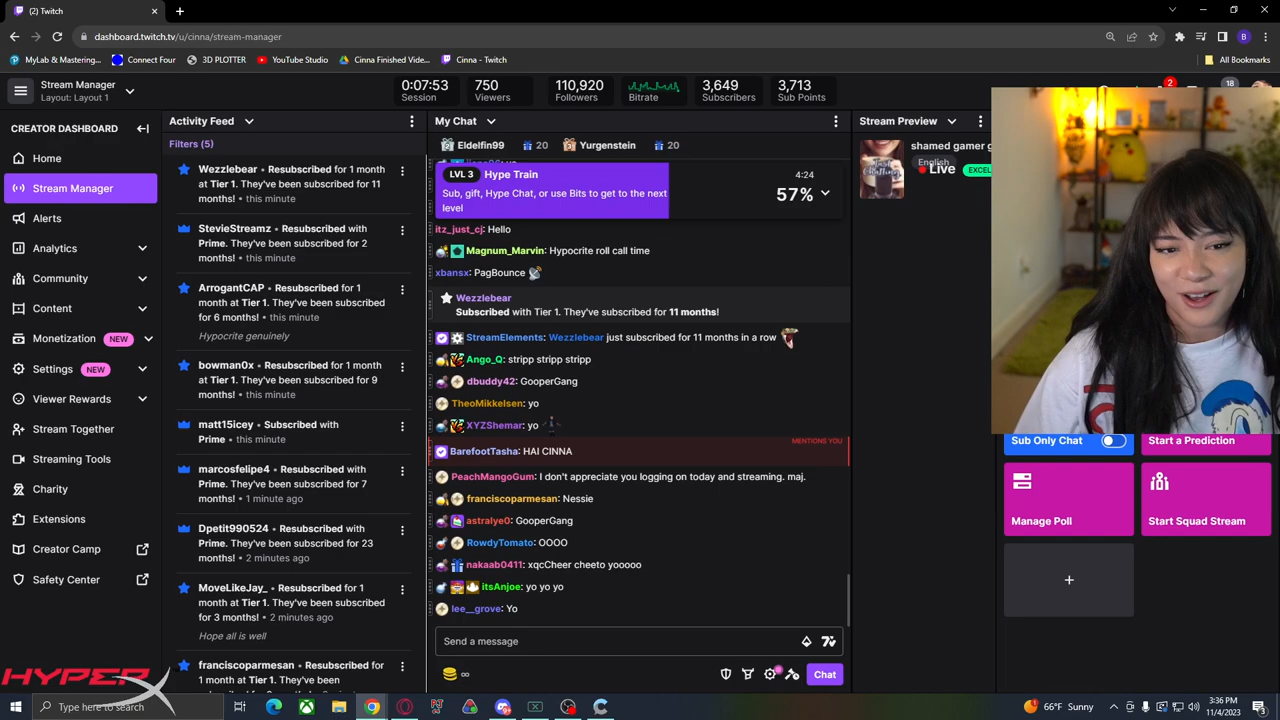 (2) Twitch
dashboard.twitch.tv/u/cinna/stream-manager
MyLab & Mastering...
Connect Four
3D PLOTTER
YouTube Studio
Cinna Finished Vide...
Cinna - Twitch
All Bookmarks
Stream Manager
Layout: Layout 1
0:07:53
Session
750
Viewers
110,920
Followers
Bitrate
3,649
Subscribers
3,713
Sub Points
2
18
CREATOR DASHBOARD
Home
Stream Manager
Alerts
Analytics
Community
Content
Monetization NEW
Settings NEW
Viewer Rewards
Stream Together
Streaming Tools
Charity
Extensions
Creator Camp
Safety Center
HYPER X
Activity Feed
Filters (5)
Wezzlebear • Resubscribed for 1
month at Tier 1. They've been subscribed for 11
months! • this minute
StevieStreamz • Resubscribed with
Prime. They've been subscribed for 2
months! • this minute
ArrogantCAP • Resubscribed for 1
month at Tier 1. They've been subscribed
for 6 months! • this minute
Hypocrite genuinely
bowman0x • Resubscribed for 1
month at Tier 1. They've been subscribed for 9
months! • this minute
matt15icey • Subscribed with
Prime • this minute
marcosfelipe4 • Resubscribed with
Prime. They've been subscribed for 7
months! • 1 minute ago
Dpetit990524 • Resubscribed with
Prime. They've been subscribed for 23
months! • 2 minutes ago
MoveLikeJay_ • Resubscribed for 1
month at Tier 1. They've been subscribed
for 3 months! • 2 minutes ago
Hope all is well
franciscoparmesan • Resubscribed for
1 month at Tier 1. They've been subscribed
My Chat
Eldelfin99 20
Yurgenstein 20
LVL 3 Hype Train
Sub, gift, Hype Chat, or use Bits to get to the next
level
4:24
57%
itz_just_cj: Hello
Magnum_Marvin: Hypocrite roll call time
xbansx: PagBounce
Wezzlebear
Subscribed with Tier 1. They've subscribed for 11 months!
StreamElements: Wezzlebear just subscribed for 11 months in a row
Ango_Q: stripp stripp stripp
dbuddy42: GooperGang
TheoMikkelsen: yo
XYZShemar: yo
MENTIONS YOU
BarefootTasha: HAI CINNA
PeachMangoGum: I don't appreciate you logging on today and streaming. maj.
franciscoparmesan: Nessie
astralye0: GooperGang
RowdyTomato: OOOO
nakaab0411: xqcCheer cheeto yooooo
itsAnjoe: yo yo yo
lee__grove: Yo
Send a message
∞
Chat
Stream Preview
shamed gamer g
English
Live
EXCEL
Sub Only Chat
Start a Prediction
Manage Poll
Start Squad Stream
+
Type here to search
66°F Sunny
3:36 PM
11/4/2023